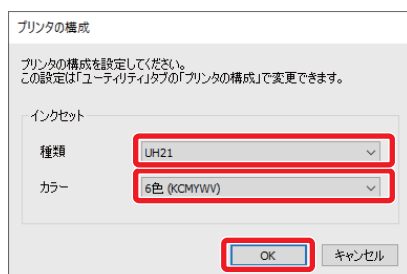 プリンタの構成
プリンタの構成を設定してください。
この設定は「ユーティリティ」タブの「プリンタの構成」で変更できます。
インクセット
種類
UH21
カラー
6色 (KCMYWV)
OK
キャンセル